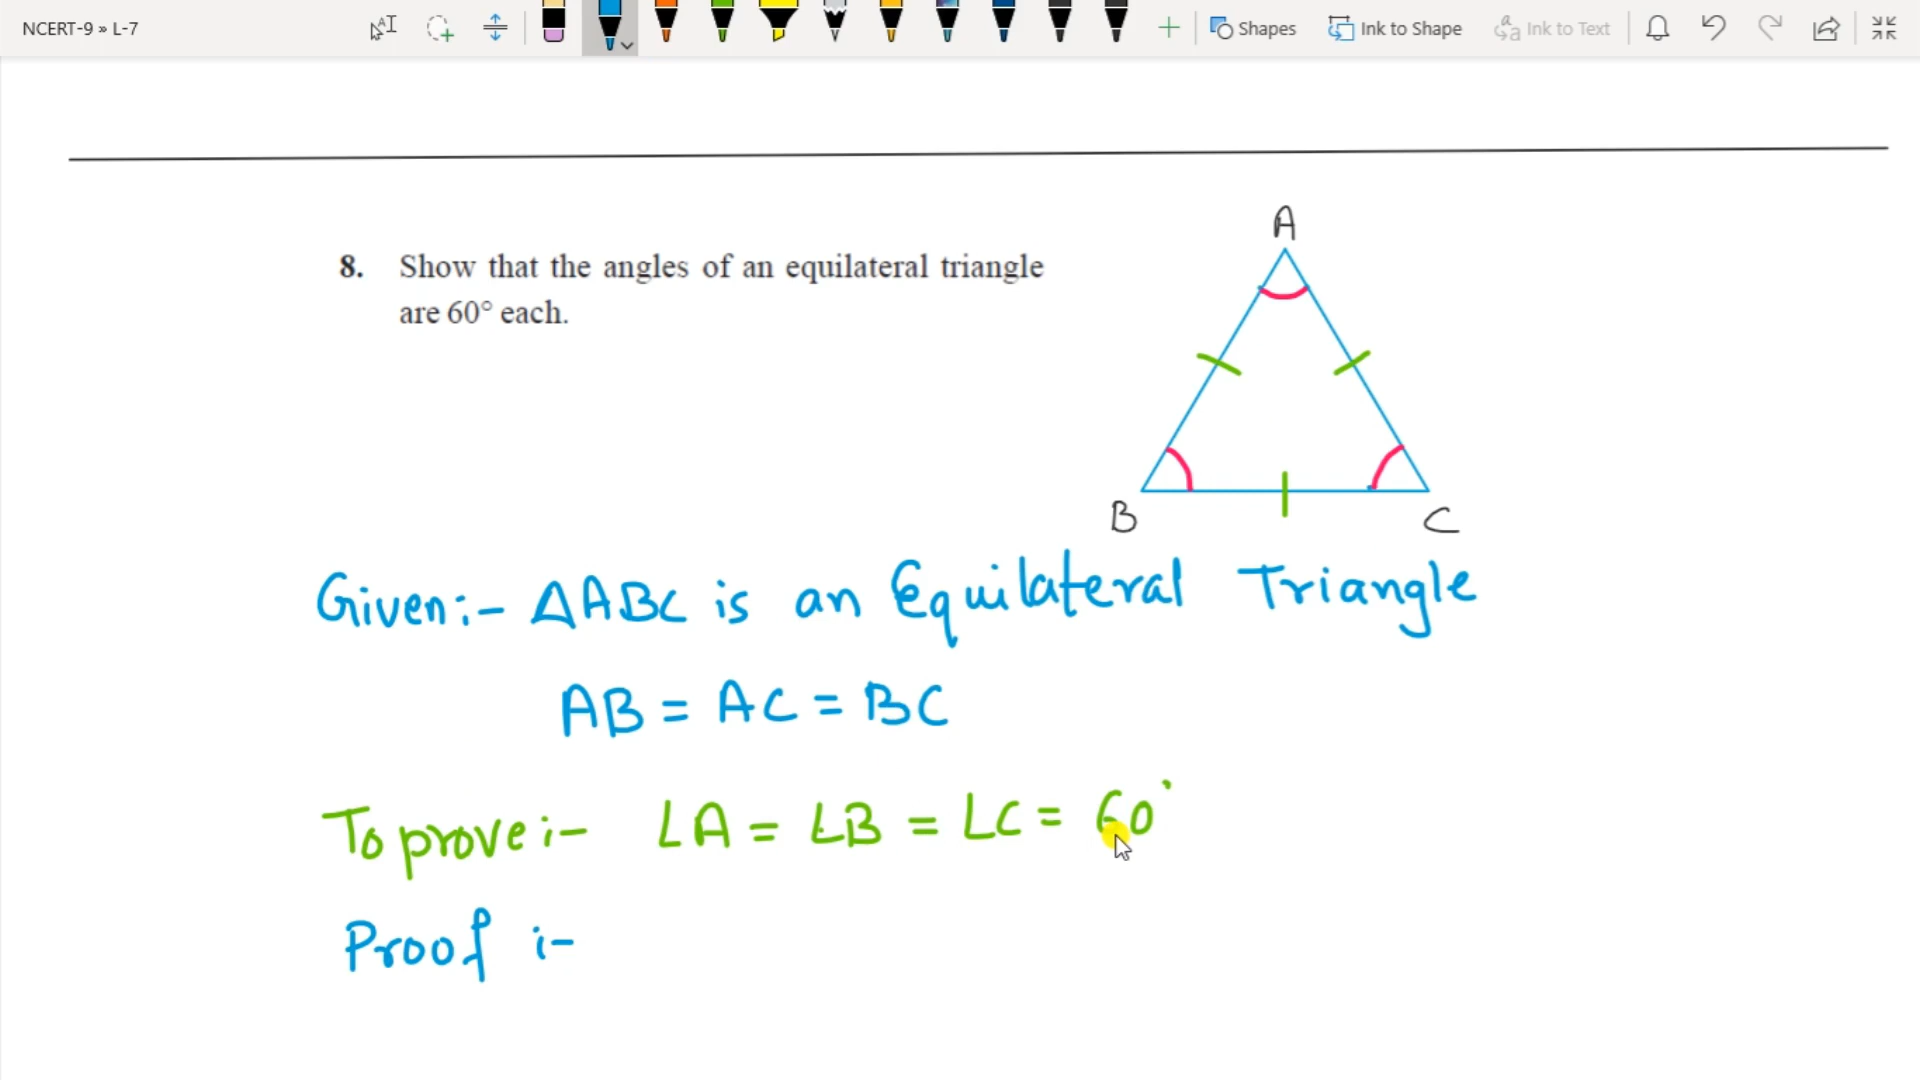 NCERT-9 » L-7
Shapes
Ink to Shape
Ink to Text
8. Show that the angles of an equilateral triangle
are 60° each.
A
B
C
Given:- ΔABC is an Equilateral Triangle
AB = AC = BC
To prove:- ∠A = ∠B = ∠C = 60°
Proof :-